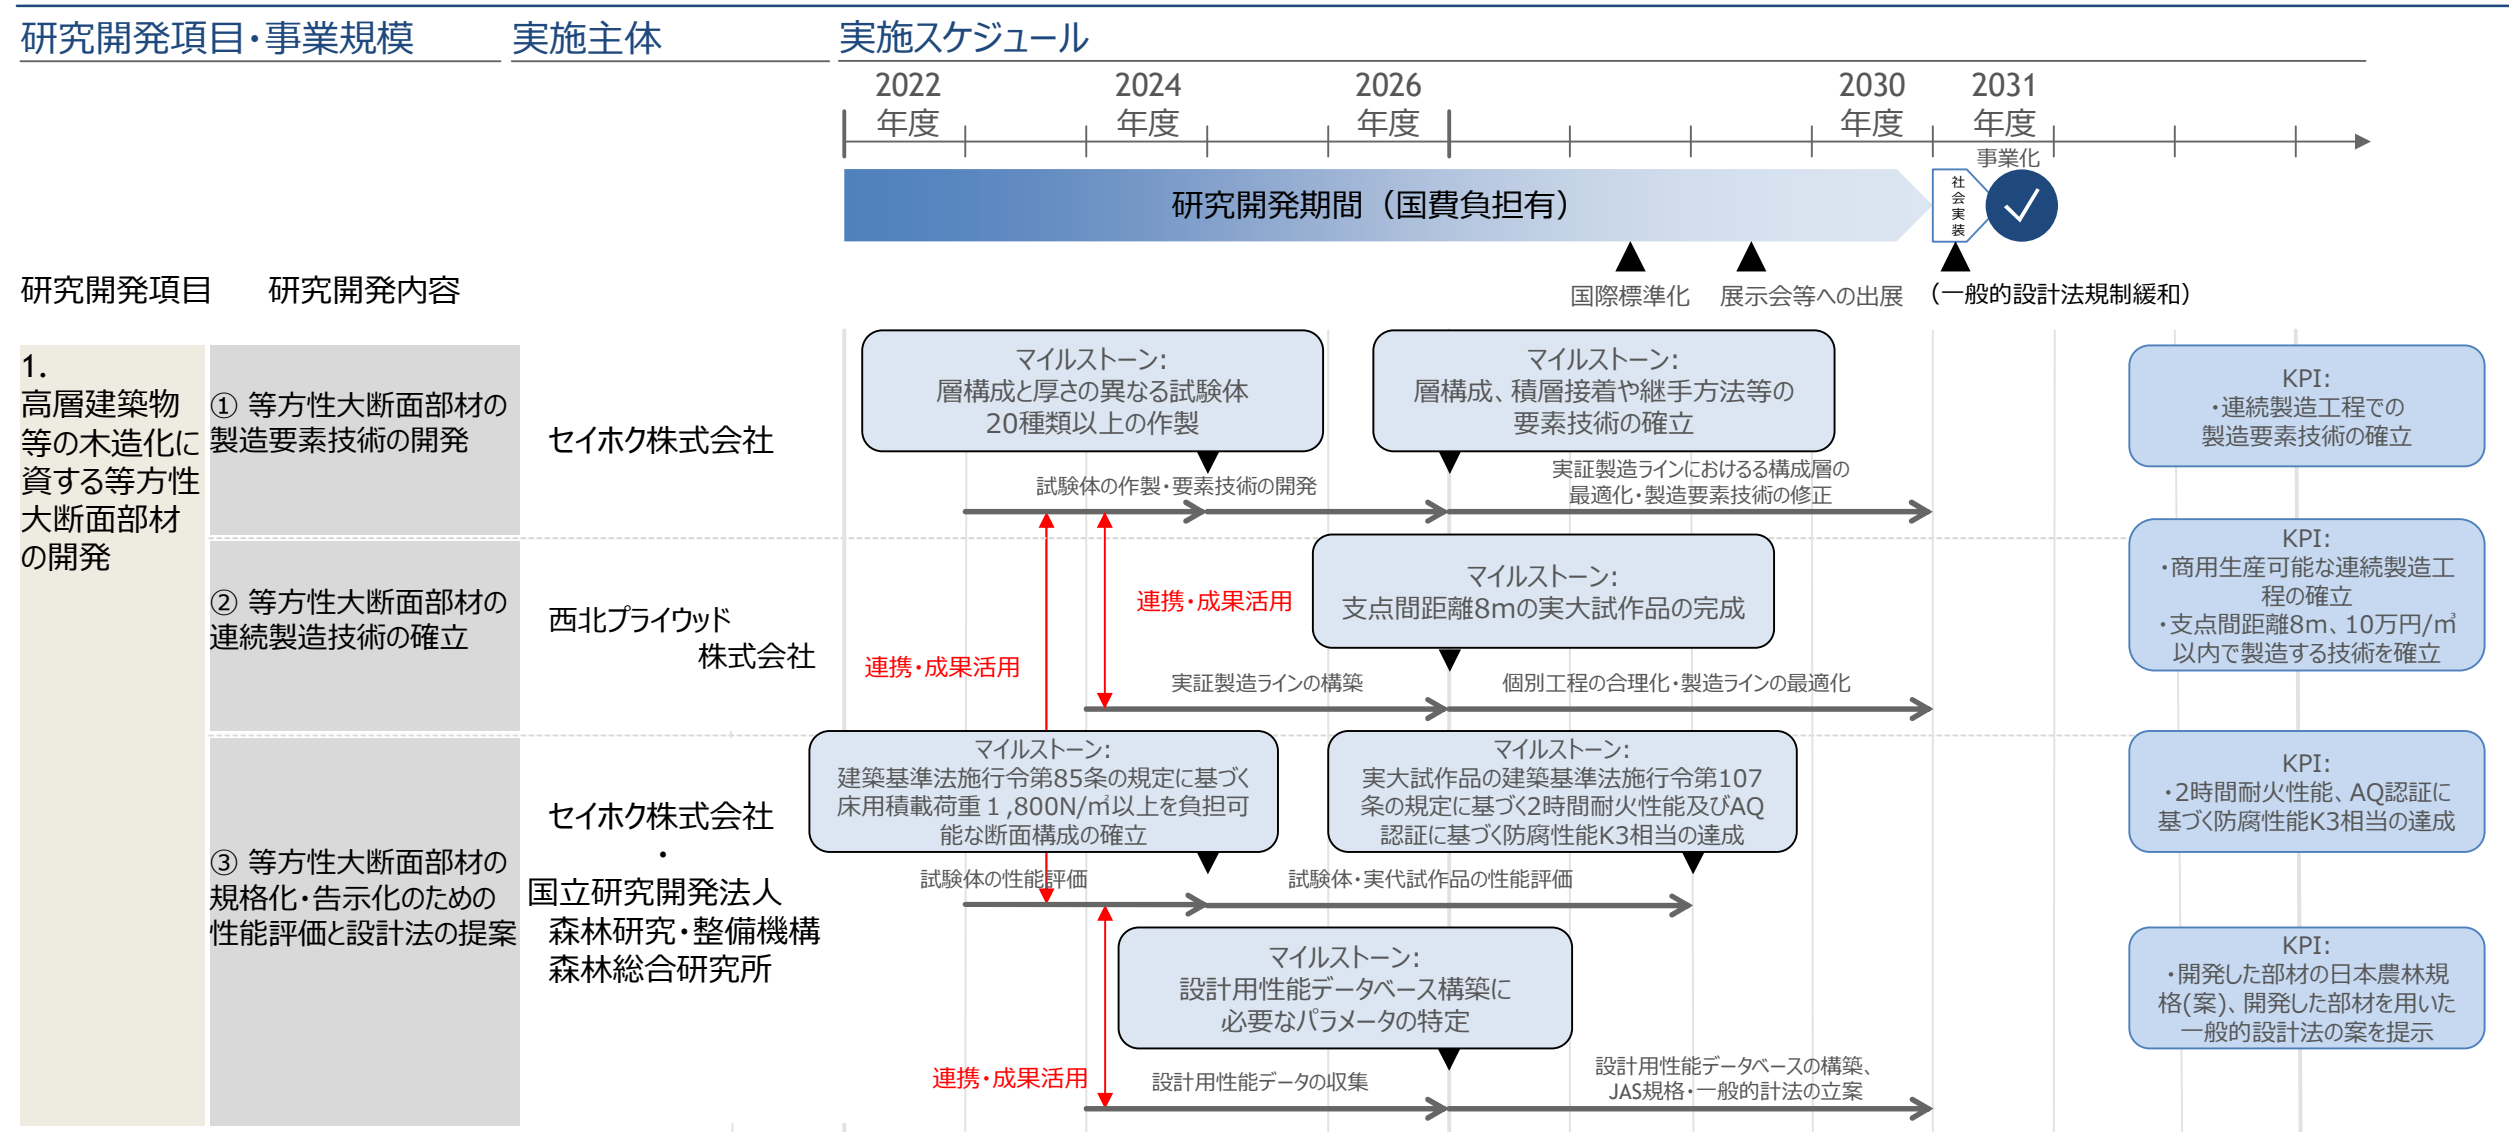 研究開発項目・事業規模
実施主体
実施スケジュール
2022
年度
2024
年度
2026
年度
2030
年度
2031
年度
事業化
研究開発期間（国費負担有）
社
会
実
装
国際標準化
展示会等への出展
（一般的設計法規制緩和）
研究開発項目
研究開発内容
1.
高層建築物
等の木造化に
資する等方性
大断面部材
の開発
① 等方性大断面部材の
製造要素技術の開発
セイホク株式会社
マイルストーン:
層構成と厚さの異なる試験体
20種類以上の作製
マイルストーン:
層構成、積層接着や継手方法等の
要素技術の確立
試験体の作製・要素技術の開発
実証製造ラインにおけるる構成層の
最適化・製造要素技術の修正
KPI:
・連続製造工程での
製造要素技術の確立
② 等方性大断面部材の
連続製造技術の確立
西北プライウッド
株式会社
連携・成果活用
連携・成果活用
マイルストーン:
支点間距離8mの実大試作品の完成
実証製造ラインの構築
個別工程の合理化・製造ラインの最適化
KPI:
・商用生産可能な連続製造工
程の確立
・支点間距離8m、10万円/㎥
以内で製造する技術を確立
③ 等方性大断面部材の
規格化・告示化のための
性能評価と設計法の提案
セイホク株式会社
・
国立研究開発法人
森林研究・整備機構
森林総合研究所
マイルストーン:
建築基準法施行令第85条の規定に基づく
床用積載荷重１,800N/㎡以上を負担可
能な断面構成の確立
マイルストーン:
実大試作品の建築基準法施行令第107
条の規定に基づく2時間耐火性能及びAQ
認証に基づく防腐性能K3相当の達成
試験体の性能評価
試験体・実代試作品の性能評価
KPI:
・2時間耐火性能、AQ認証に
基づく防腐性能K3相当の達成
マイルストーン:
設計用性能データベース構築に
必要なパラメータの特定
連携・成果活用
設計用性能データの収集
設計用性能データベースの構築、
JAS規格・一般的計法の立案
KPI:
・開発した部材の日本農林規
格(案)、開発した部材を用いた
一般的設計法の案を提示